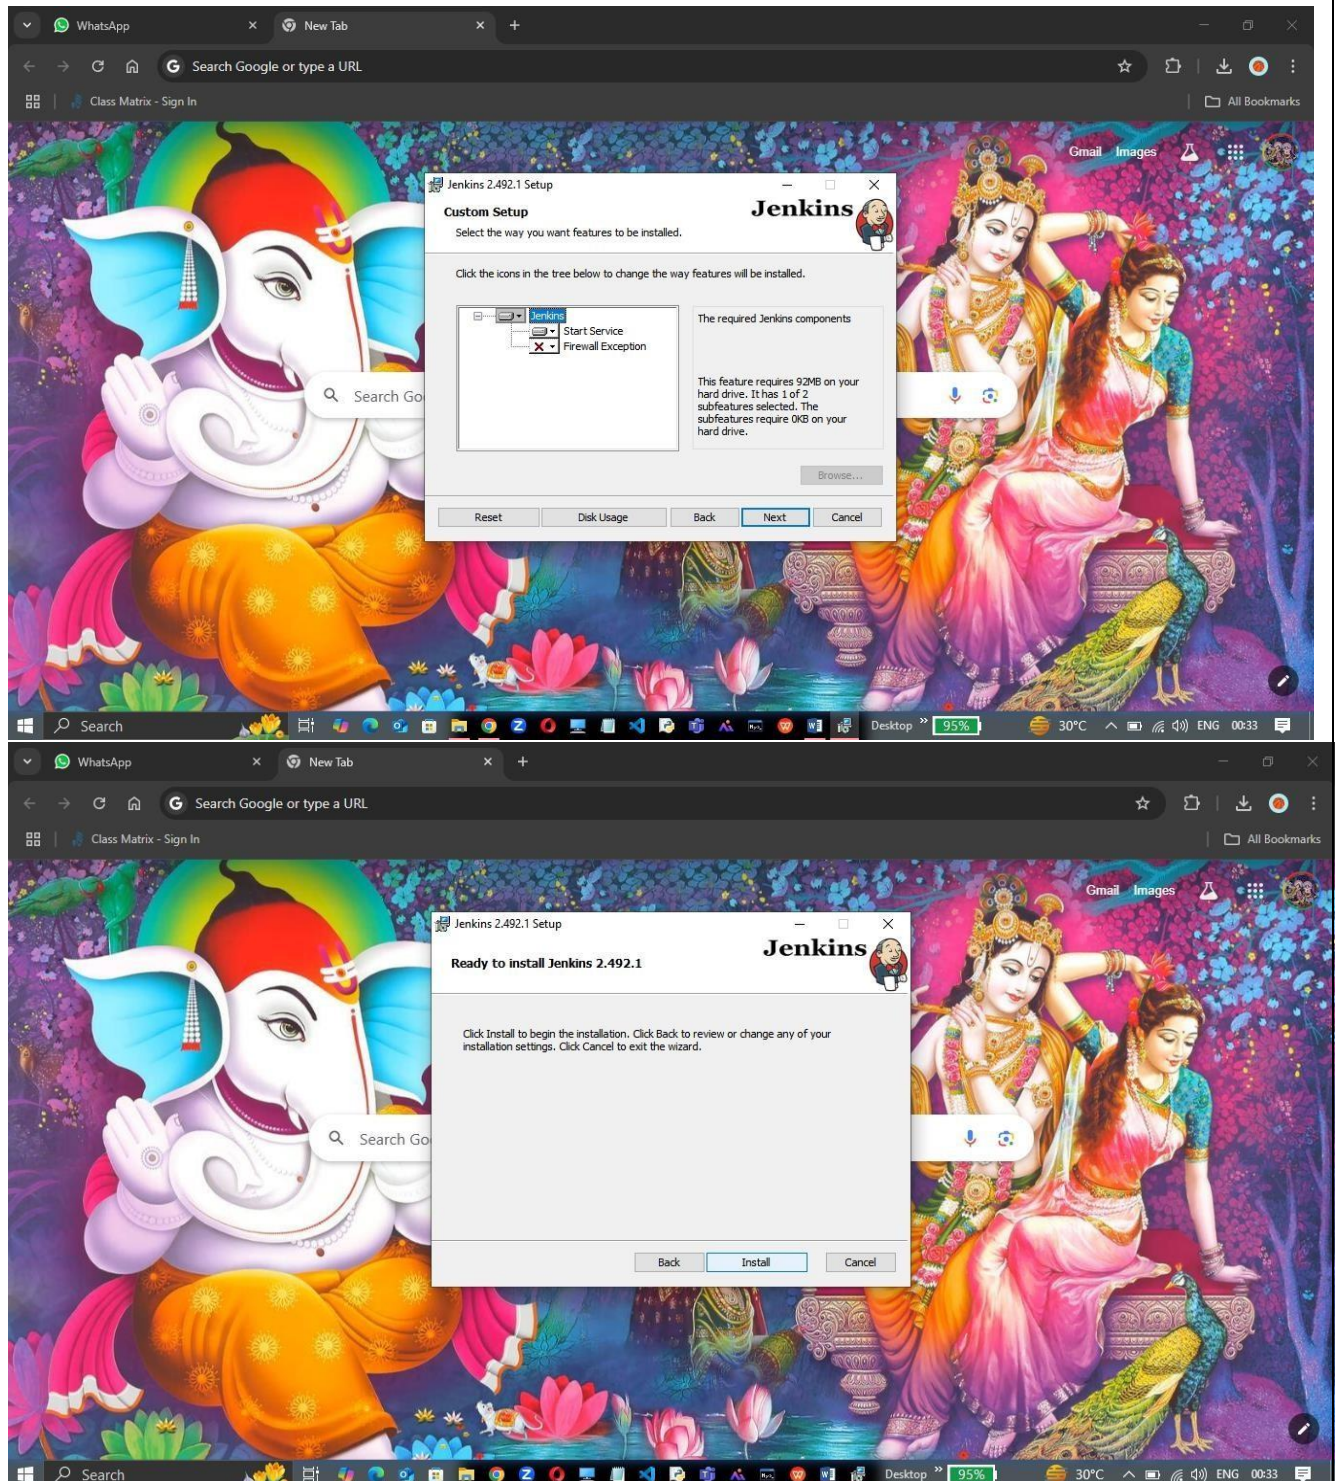 WhatsApp
New Tab
Search Google or type a URL
Class Matrix - Sign In
All Bookmarks
Gmail Images
Jenkins 2.492.1 Setup
Custom Setup
Jenkins
Select the way you want features to be installed.
Click the icons in the tree below to change the way features will be installed.
Jenkins
Start Service
Firewall Exception
The required Jenkins components
This feature requires 92MB on your
hard drive. It has 1 of 2
subfeatures selected. The
subfeatures require 0KB on your
hard drive.
Search Go
Browse...
Reset Disk Usage Back Next Cancel
Search
Desktop 95% 30°C ENG 00:33
WhatsApp
New Tab
Search Google or type a URL
Class Matrix - Sign In
All Bookmarks
Gmail Images
Jenkins 2.492.1 Setup
Jenkins
Ready to install Jenkins 2.492.1
Click Install to begin the installation. Click Back to review or change any of your
installation settings. Click Cancel to exit the wizard.
Search Go
Back Install Cancel
Search
Desktop 95% 30°C ENG 00:33